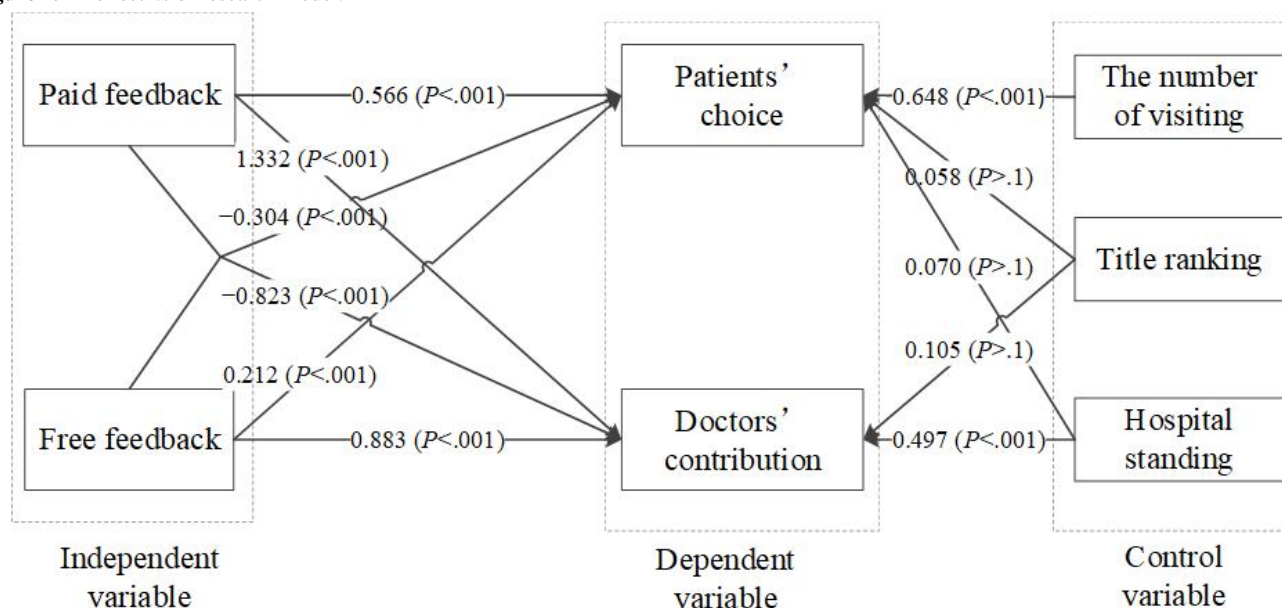 Paid feedback
Free feedback
Independent
variable
0.566 (P<.001)
1.332 (P<.001)
−0.304 (P<.001)
−0.823 (P<.001)
0.212 (P<.001)
0.883 (P<.001)
Patients’
choice
Doctors’
contribution
Dependent
variable
0.648 (P<.001)
0.058 (P>.1)
0.070 (P>.1)
0.105 (P>.1)
0.497 (P<.001)
The number
of visiting
Title ranking
Hospital
standing
Control
variable